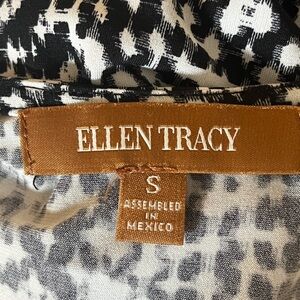 ELLEN TRACY
S
ASSEMBLED
IN
MEXICO